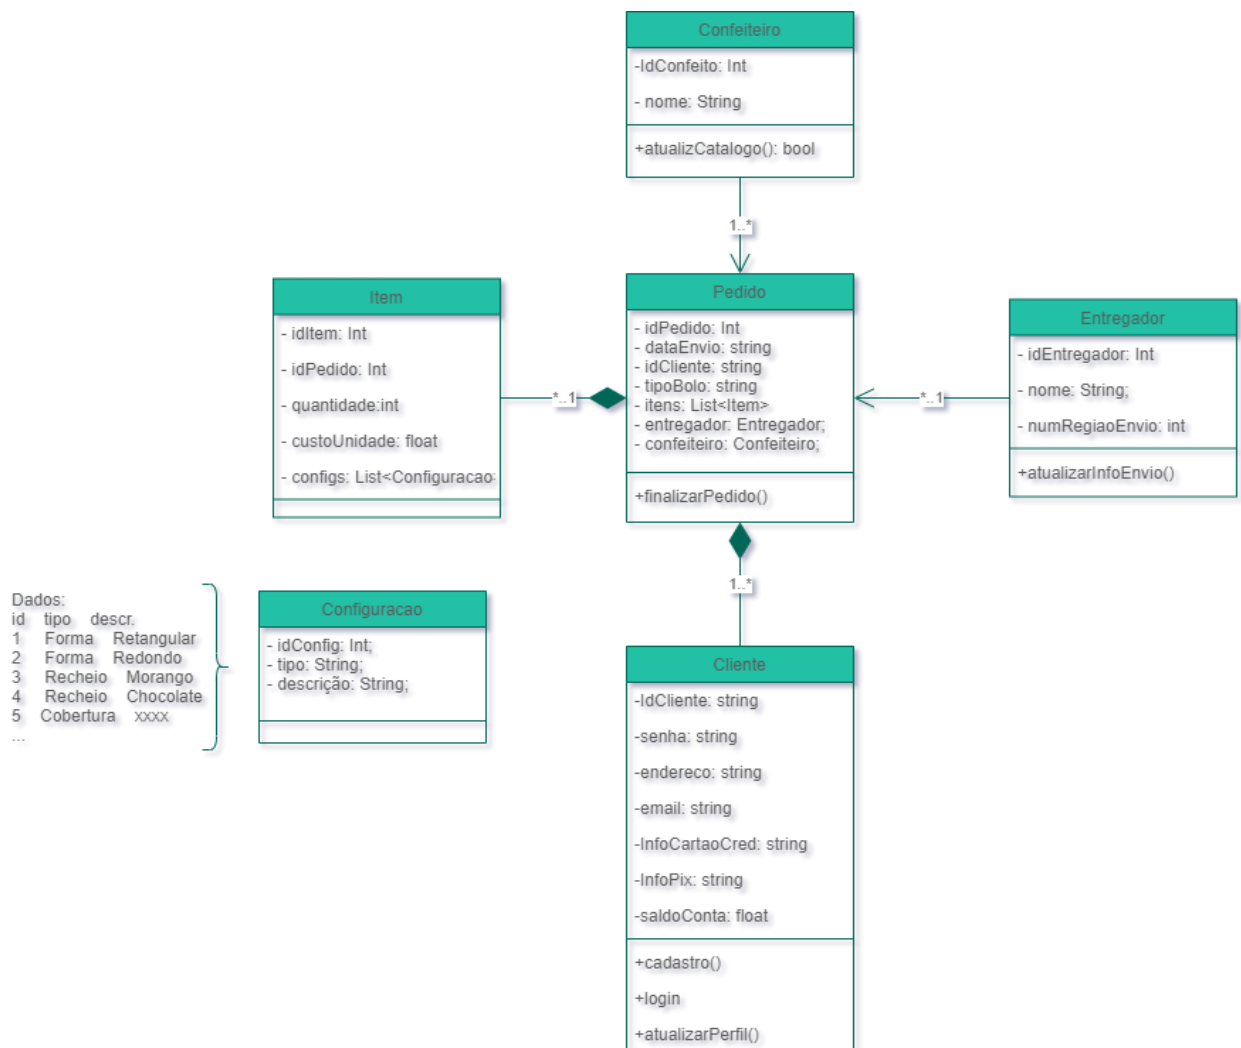 Confeiteiro
-IdConfeito: Int
- nome: String
+atualizCatalogo(): bool
1..*
Item
- idItem: Int
- idPedido: Int
- quantidade:int
- custoUnidade: float
- configs: List<Configuracao
*..1
Pedido
- idPedido: Int
- dataEnvio: string
- idCliente: string
- tipoBolo: string
- itens: List<Item>
- entregador: Entregador;
- confeiteiro: Confeiteiro;
+finalizarPedido()
*..1
Entregador
- idEntregador: Int
- nome: String;
- numRegiaoEnvio: int
+atualizarInfoEnvio()
1..*
Dados:
id tipo descr.
1 Forma Retangular
2 Forma Redondo
3 Recheio Morango
4 Recheio Chocolate
5 Cobertura xxxx
...
Configuracao
- idConfig: Int;
- tipo: String;
- descrição: String;
Cliente
-IdCliente: string
-senha: string
-endereco: string
-email: string
-InfoCartaoCred: string
-InfoPix: string
-saldoConta: float
+cadastro()
+login
+atualizarPerfil()